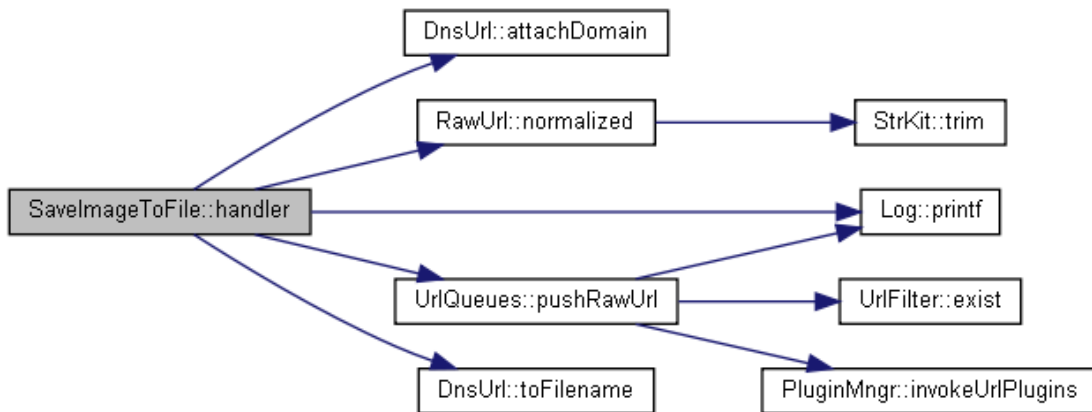 DnsUrl::attachDomain
RawUrl::normalized
StrKit::trim
SaveImageToFile::handler
Log::printf
UrlQueues::pushRawUrl
UrlFilter::exist
DnsUrl::toFilename
PluginMngr::invokeUrlPlugins